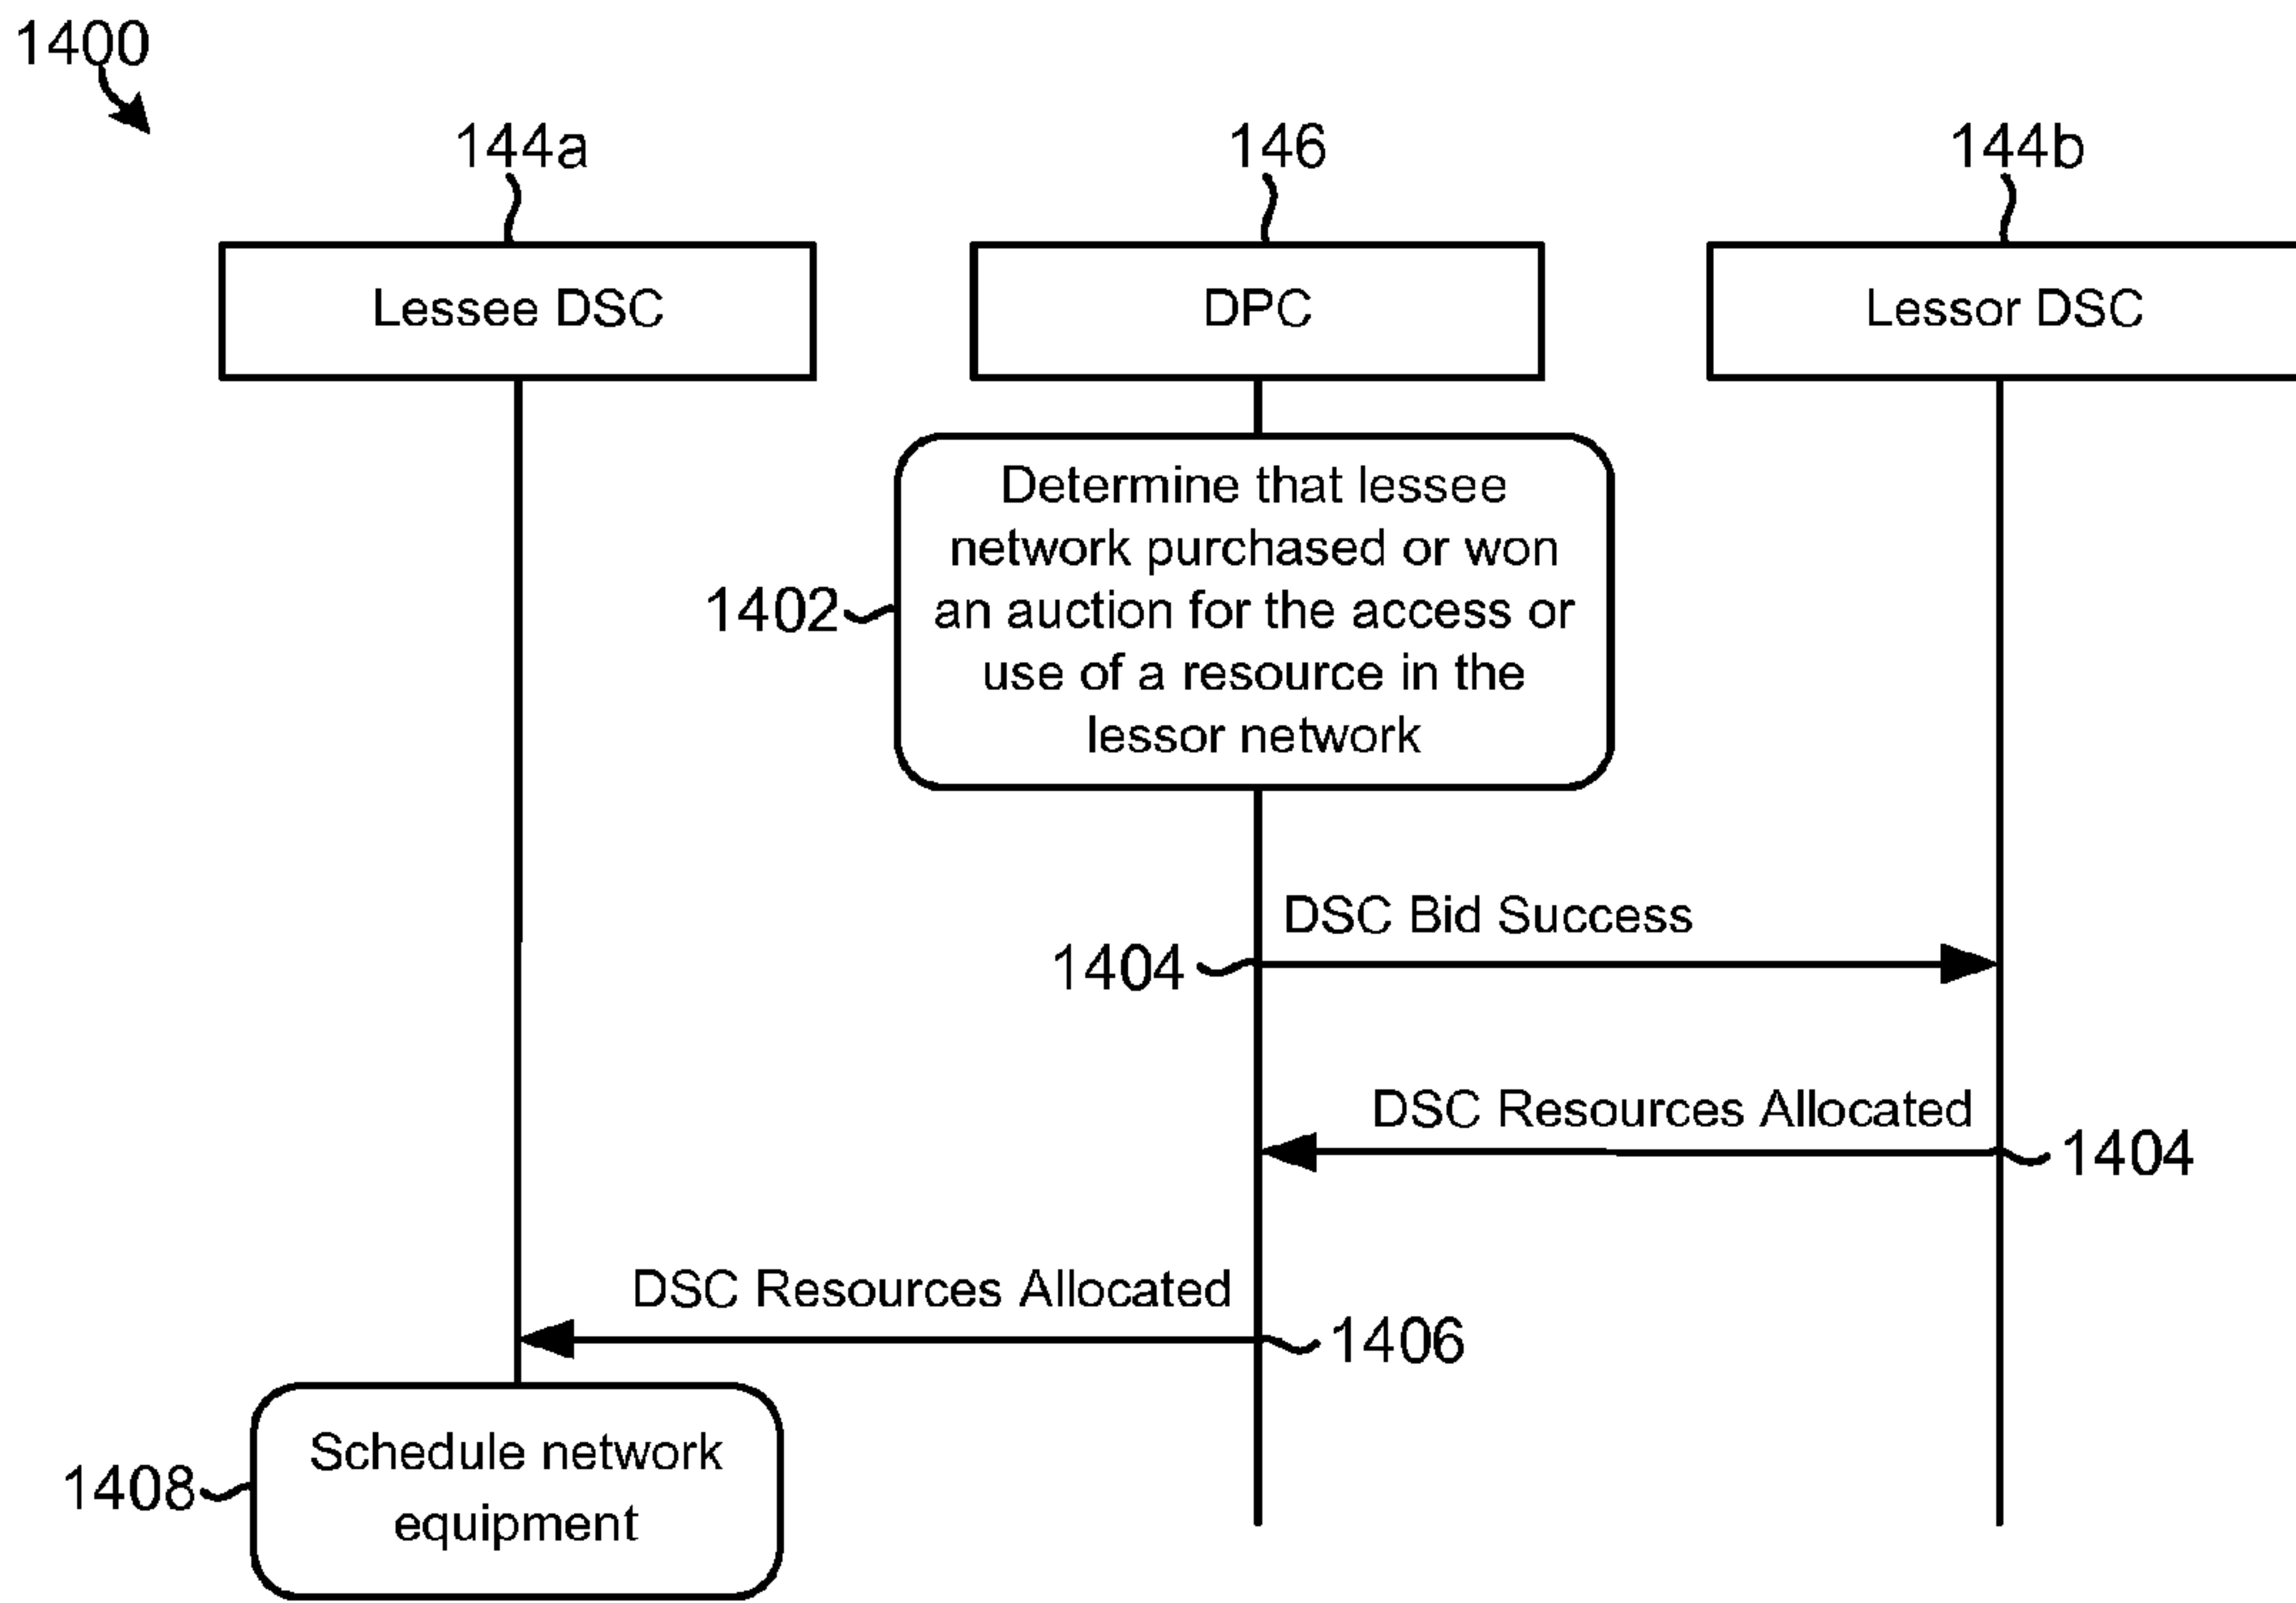 1400
144a
146
144b
Lessee DSC
DPC
Lessor DSC
Determine that lessee
network purchased or won
an auction for the access or
use of a resource in the
lessor network
1402
DSC Bid Success
1404
DSC Resources Allocated
1404
DSC Resources Allocated
1406
Schedule network
equipment
1408